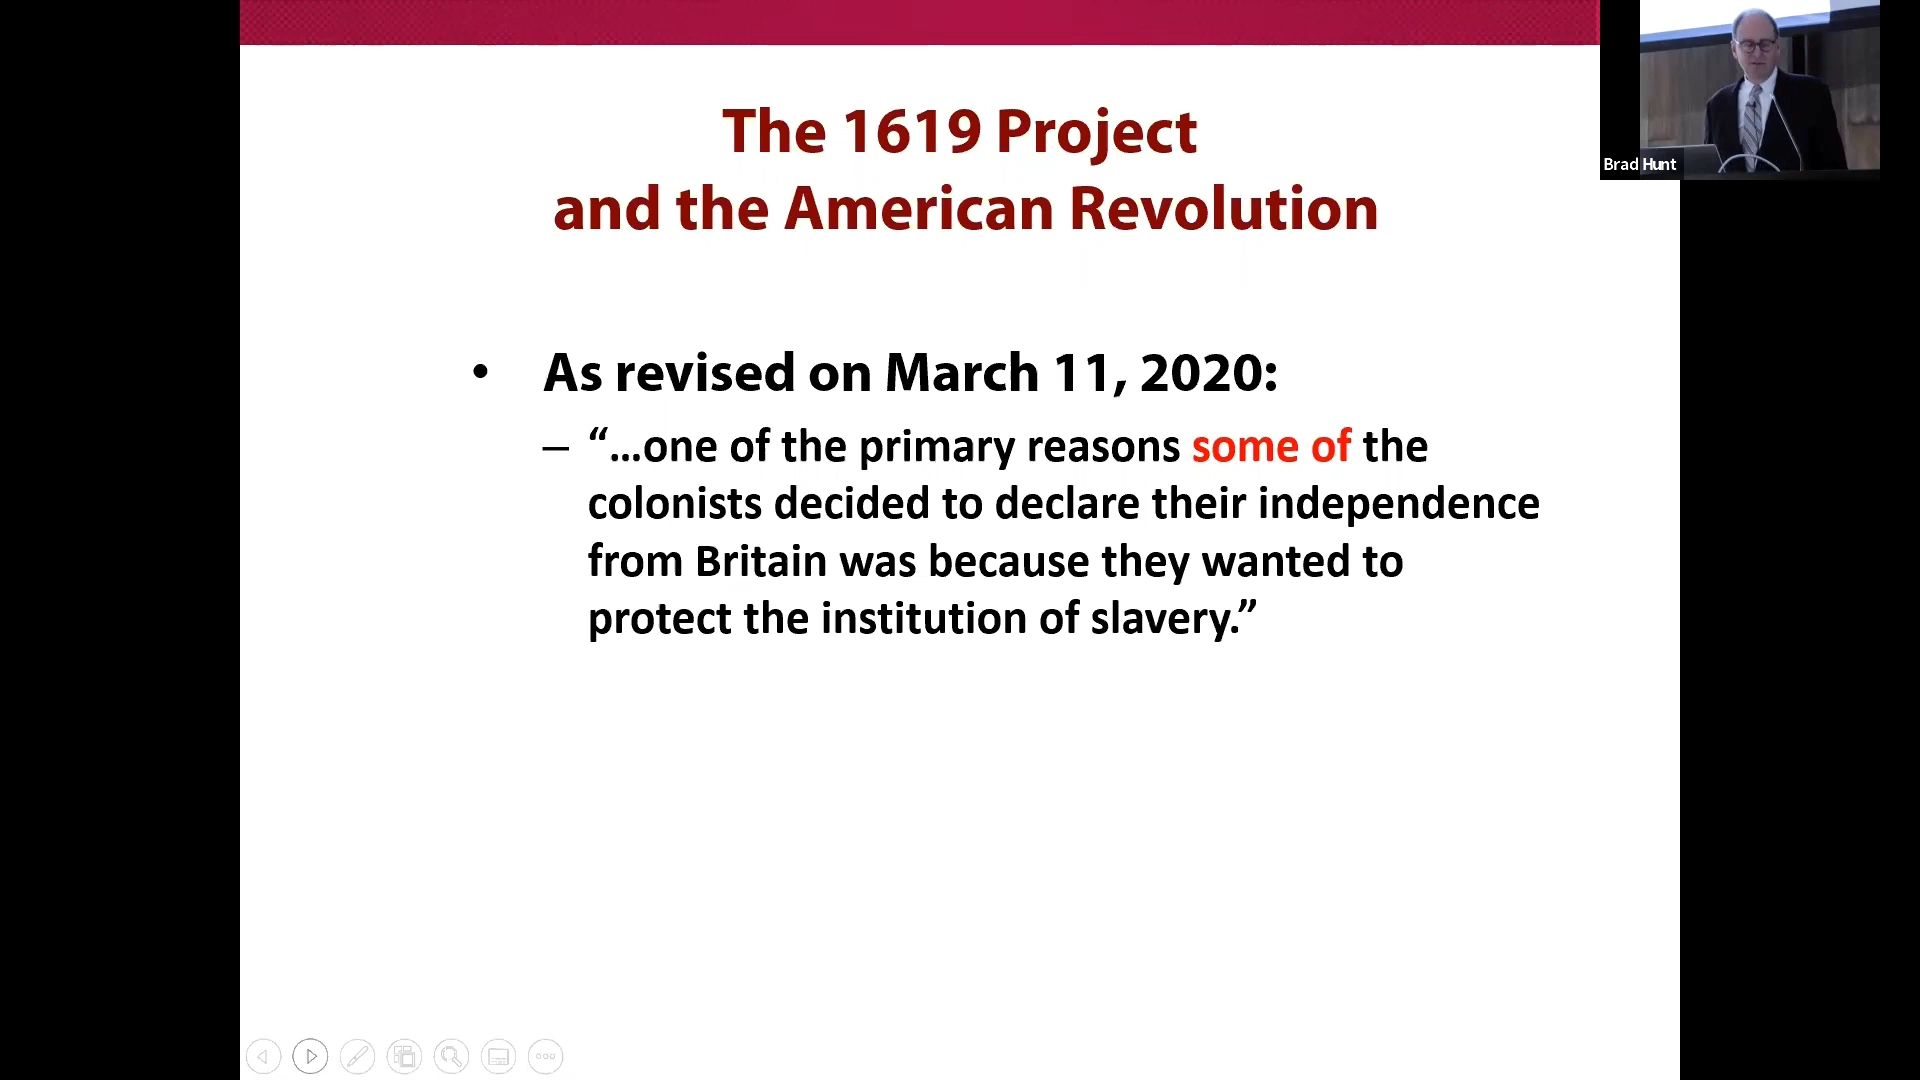 The 1619 Project
and the American Revolution
Brad Hunt
• As revised on March 11, 2020:
– “…one of the primary reasons some of the
colonists decided to declare their independence
from Britain was because they wanted to
protect the institution of slavery.”